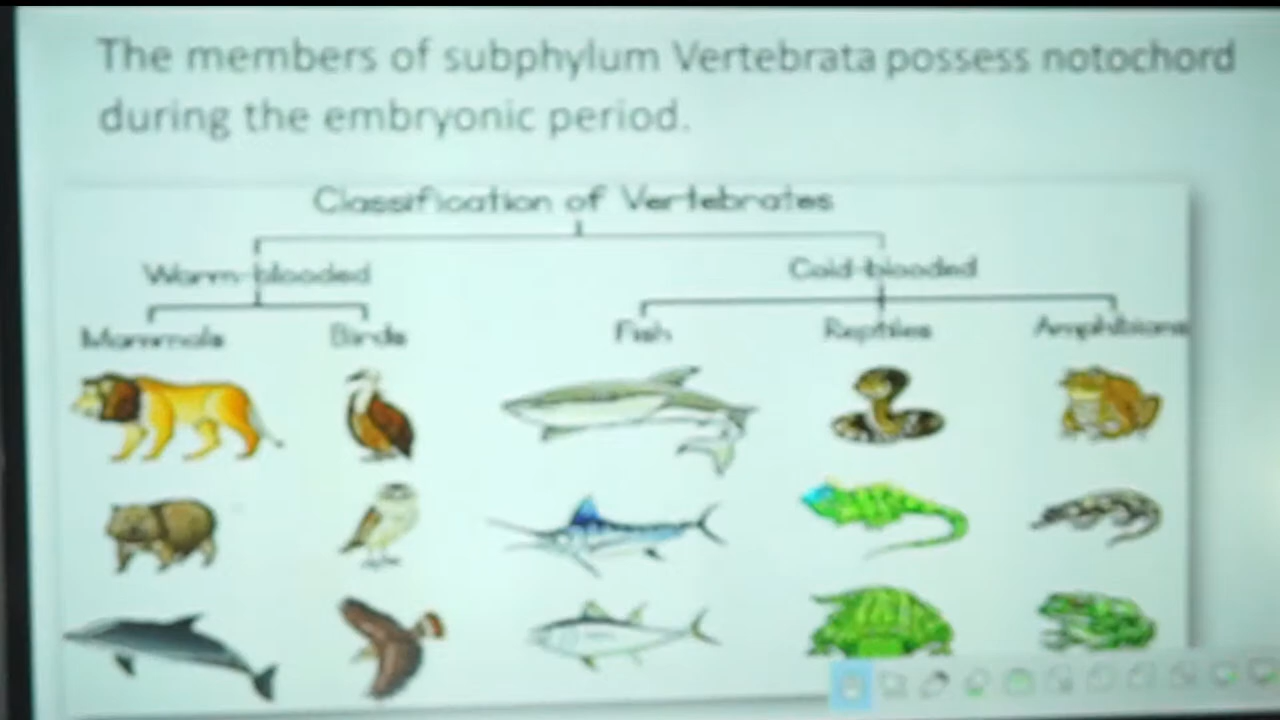 The members of subphylum Vertebrata possess notochord
during the embryonic period.
Classification of Vertebrates
Warm-blooded
Cold-blooded
Mammals
Birds
Fish
Reptiles
Amphibians